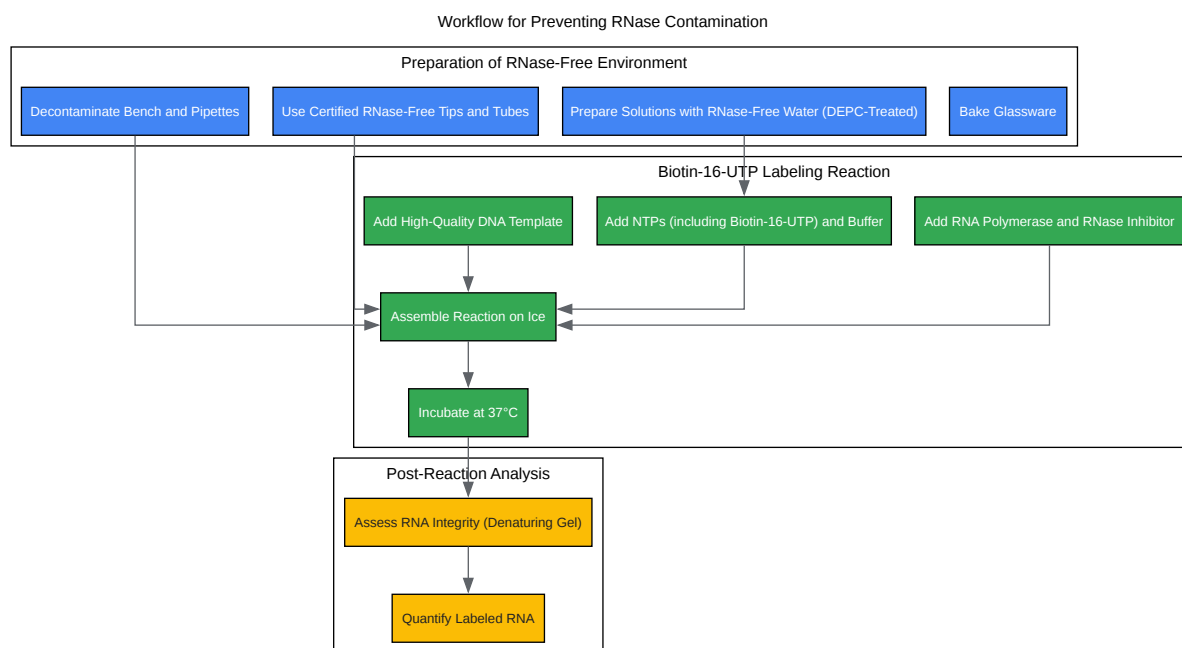 Workflow for Preventing RNase Contamination
Preparation of RNase-Free Environment
Decontaminate Bench and Pipettes
Use Certified RNase-Free Tips and Tubes
Prepare Solutions with RNase-Free Water (DEPC-Treated)
Bake Glassware
Biotin-16-UTP Labeling Reaction
Add High-Quality DNA Template
Add NTPs (including Biotin-16-UTP) and Buffer
Add RNA Polymerase and RNase Inhibitor
Assemble Reaction on Ice
Incubate at 37°C
Post-Reaction Analysis
Assess RNA Integrity (Denaturing Gel)
Quantify Labeled RNA